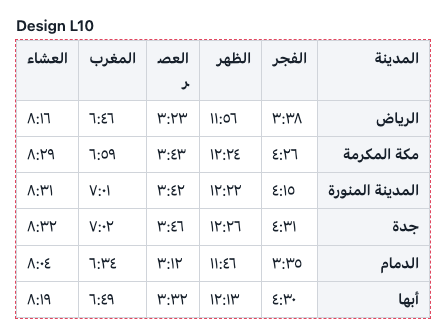 Design L10
المدينة الفجر الظهر العصر المغرب العشاء
الرياض ٣:٣٨ ١١:٥٦ ٣:٢٣ ٦:٤٦ ٨:١٦
مكة المكرمة ٤:٢٦ ١٢:٢٤ ٣:٤٣ ٦:٥٩ ٨:٢٩
المدينة المنورة ٤:١٥ ١٢:٢٢ ٣:٤٢ ٧:٠١ ٨:٣١
جدة ٤:٣١ ١٢:٢٦ ٣:٤٦ ٧:٠٢ ٨:٣٢
الدمام ٣:٣٥ ١١:٤٦ ٣:١٢ ٦:٣٤ ٨:٠٤
أبها ٤:٣٠ ١٢:١٣ ٣:٣٢ ٦:٤٩ ٨:١٩